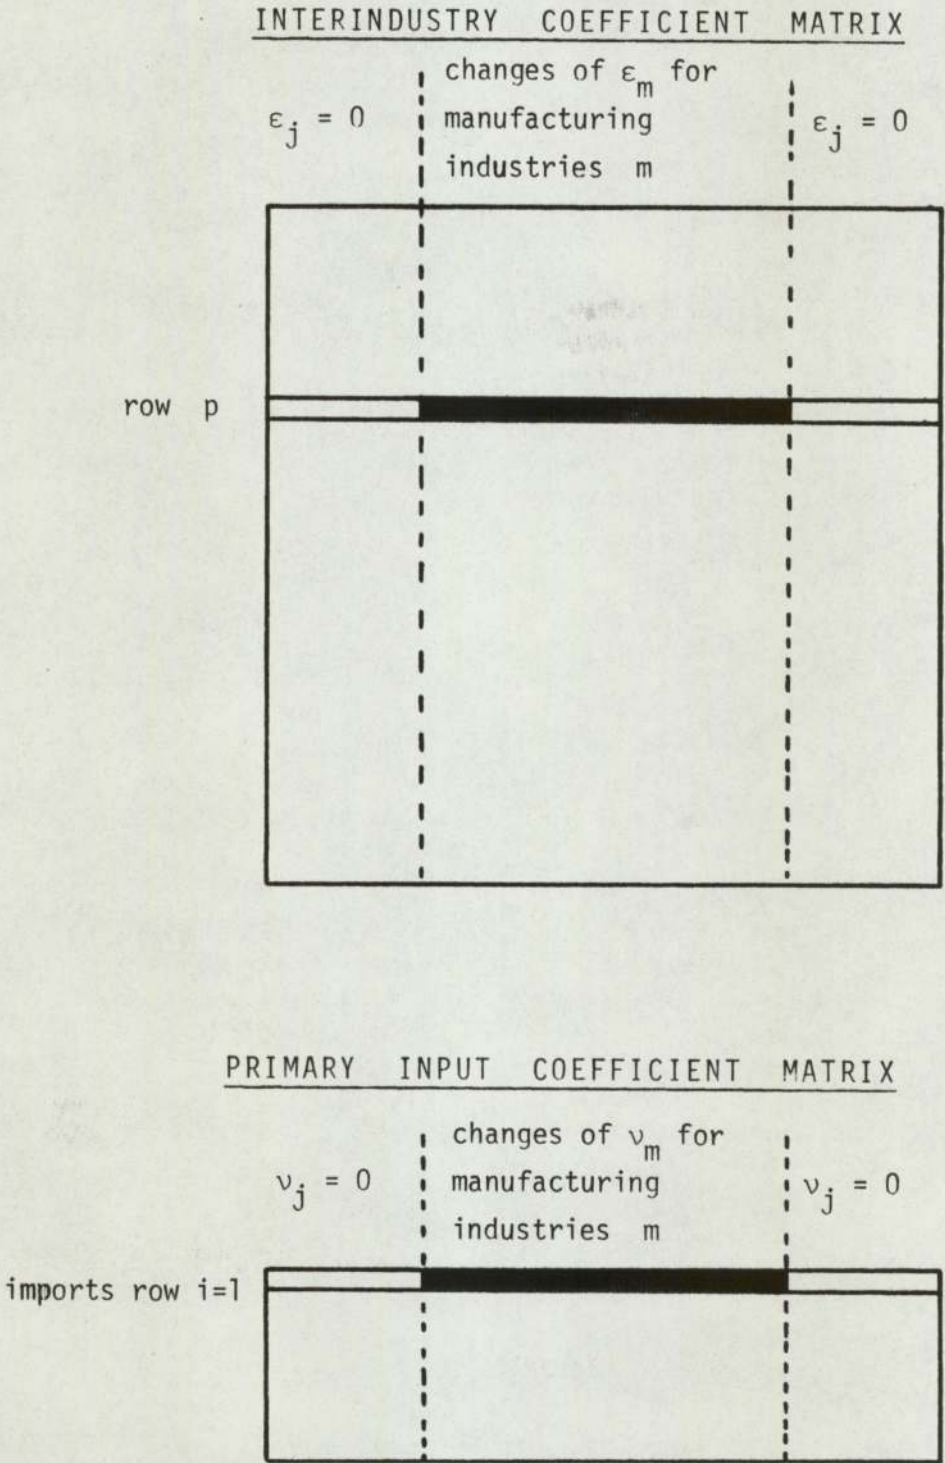 INTERINDUSTRY COEFFICIENT MATRIX
changes of εm for
εj = 0 manufacturing εj = 0
industries m
row p
PRIMARY INPUT COEFFICIENT MATRIX
changes of νm for
νj = 0 manufacturing νj = 0
industries m
imports row i=1